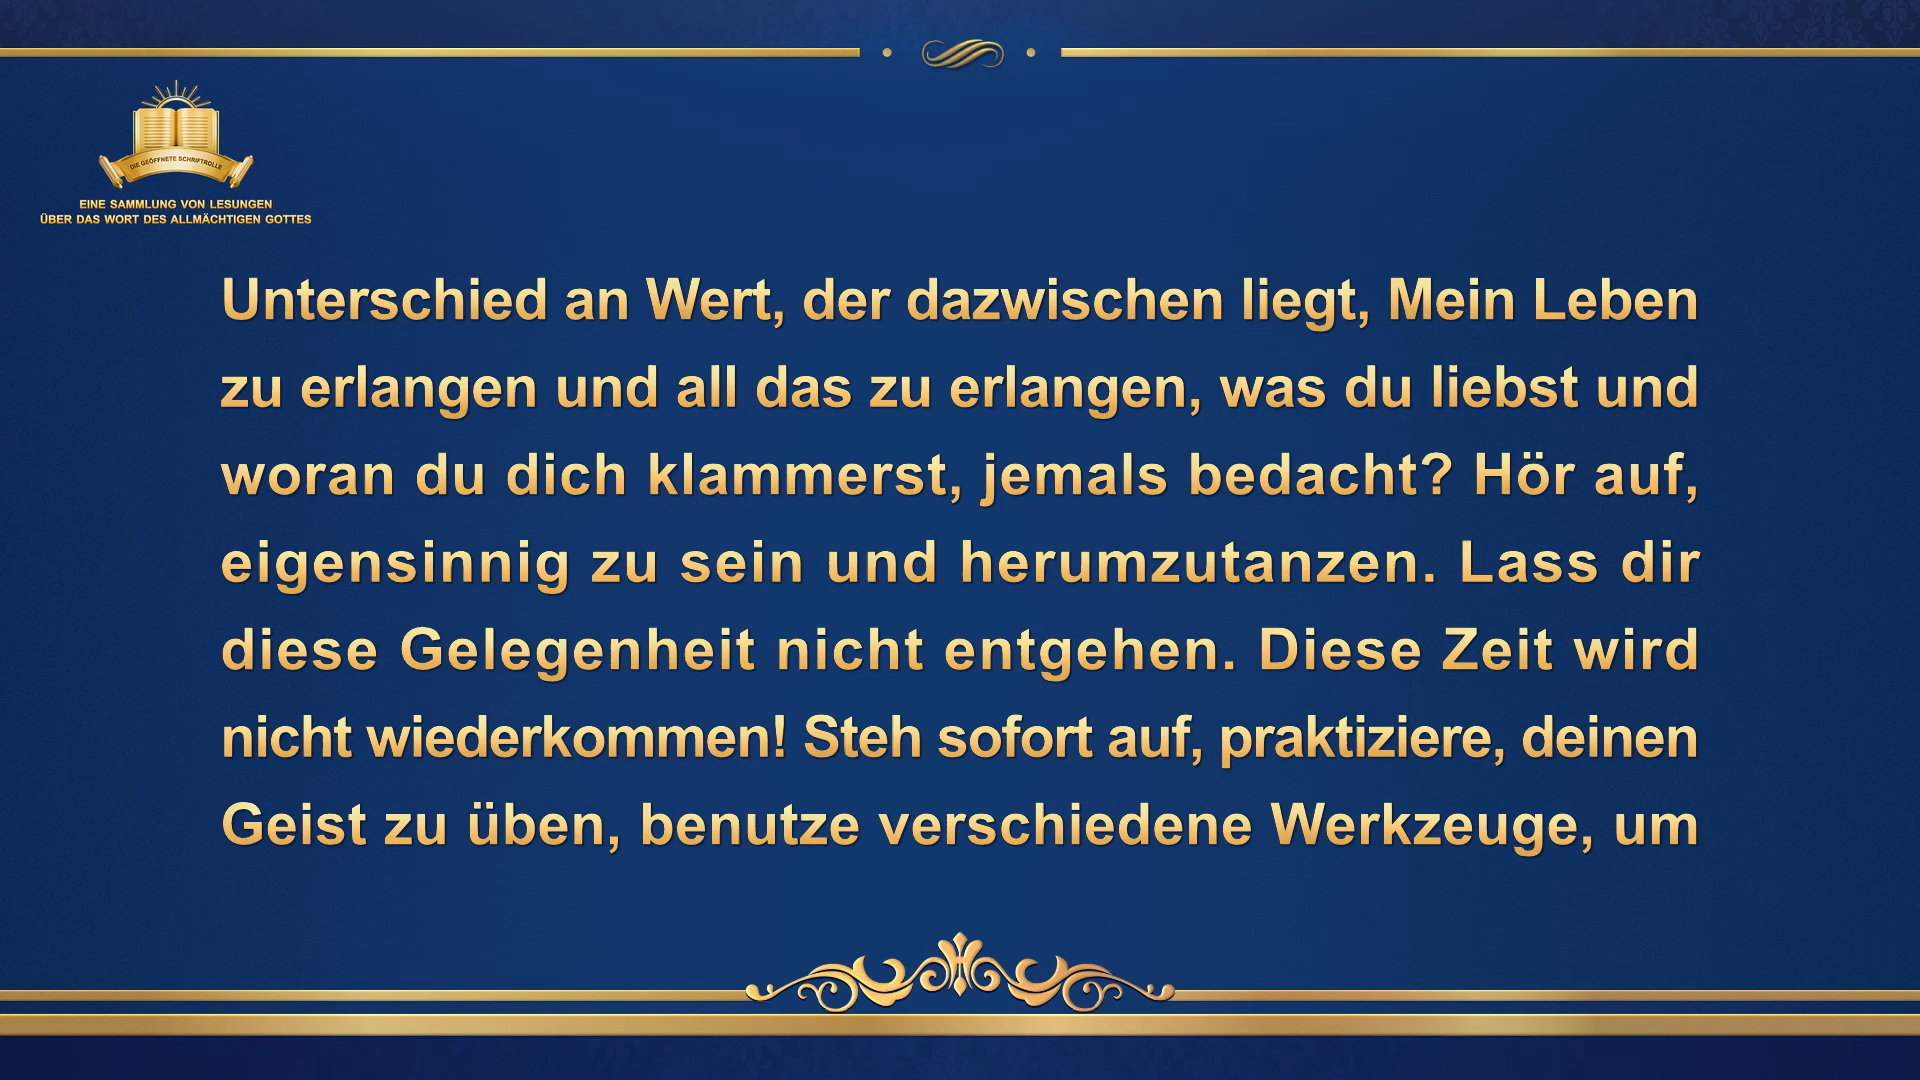 DIE GEÖFFNETE SCHRIFTROLLE
EINE SAMMLUNG VON LESUNGEN
ÜBER DAS WORT DES ALLMÄCHTIGEN GOTTES
Unterschied an Wert, der dazwischen liegt, Mein Leben
zu erlangen und all das zu erlangen, was du liebst und
woran du dich klammerst, jemals bedacht? Hör auf,
eigensinnig zu sein und herumzutanzen. Lass dir
diese Gelegenheit nicht entgehen. Diese Zeit wird
nicht wiederkommen! Steh sofort auf, praktiziere, deinen
Geist zu üben, benutze verschiedene Werkzeuge, um